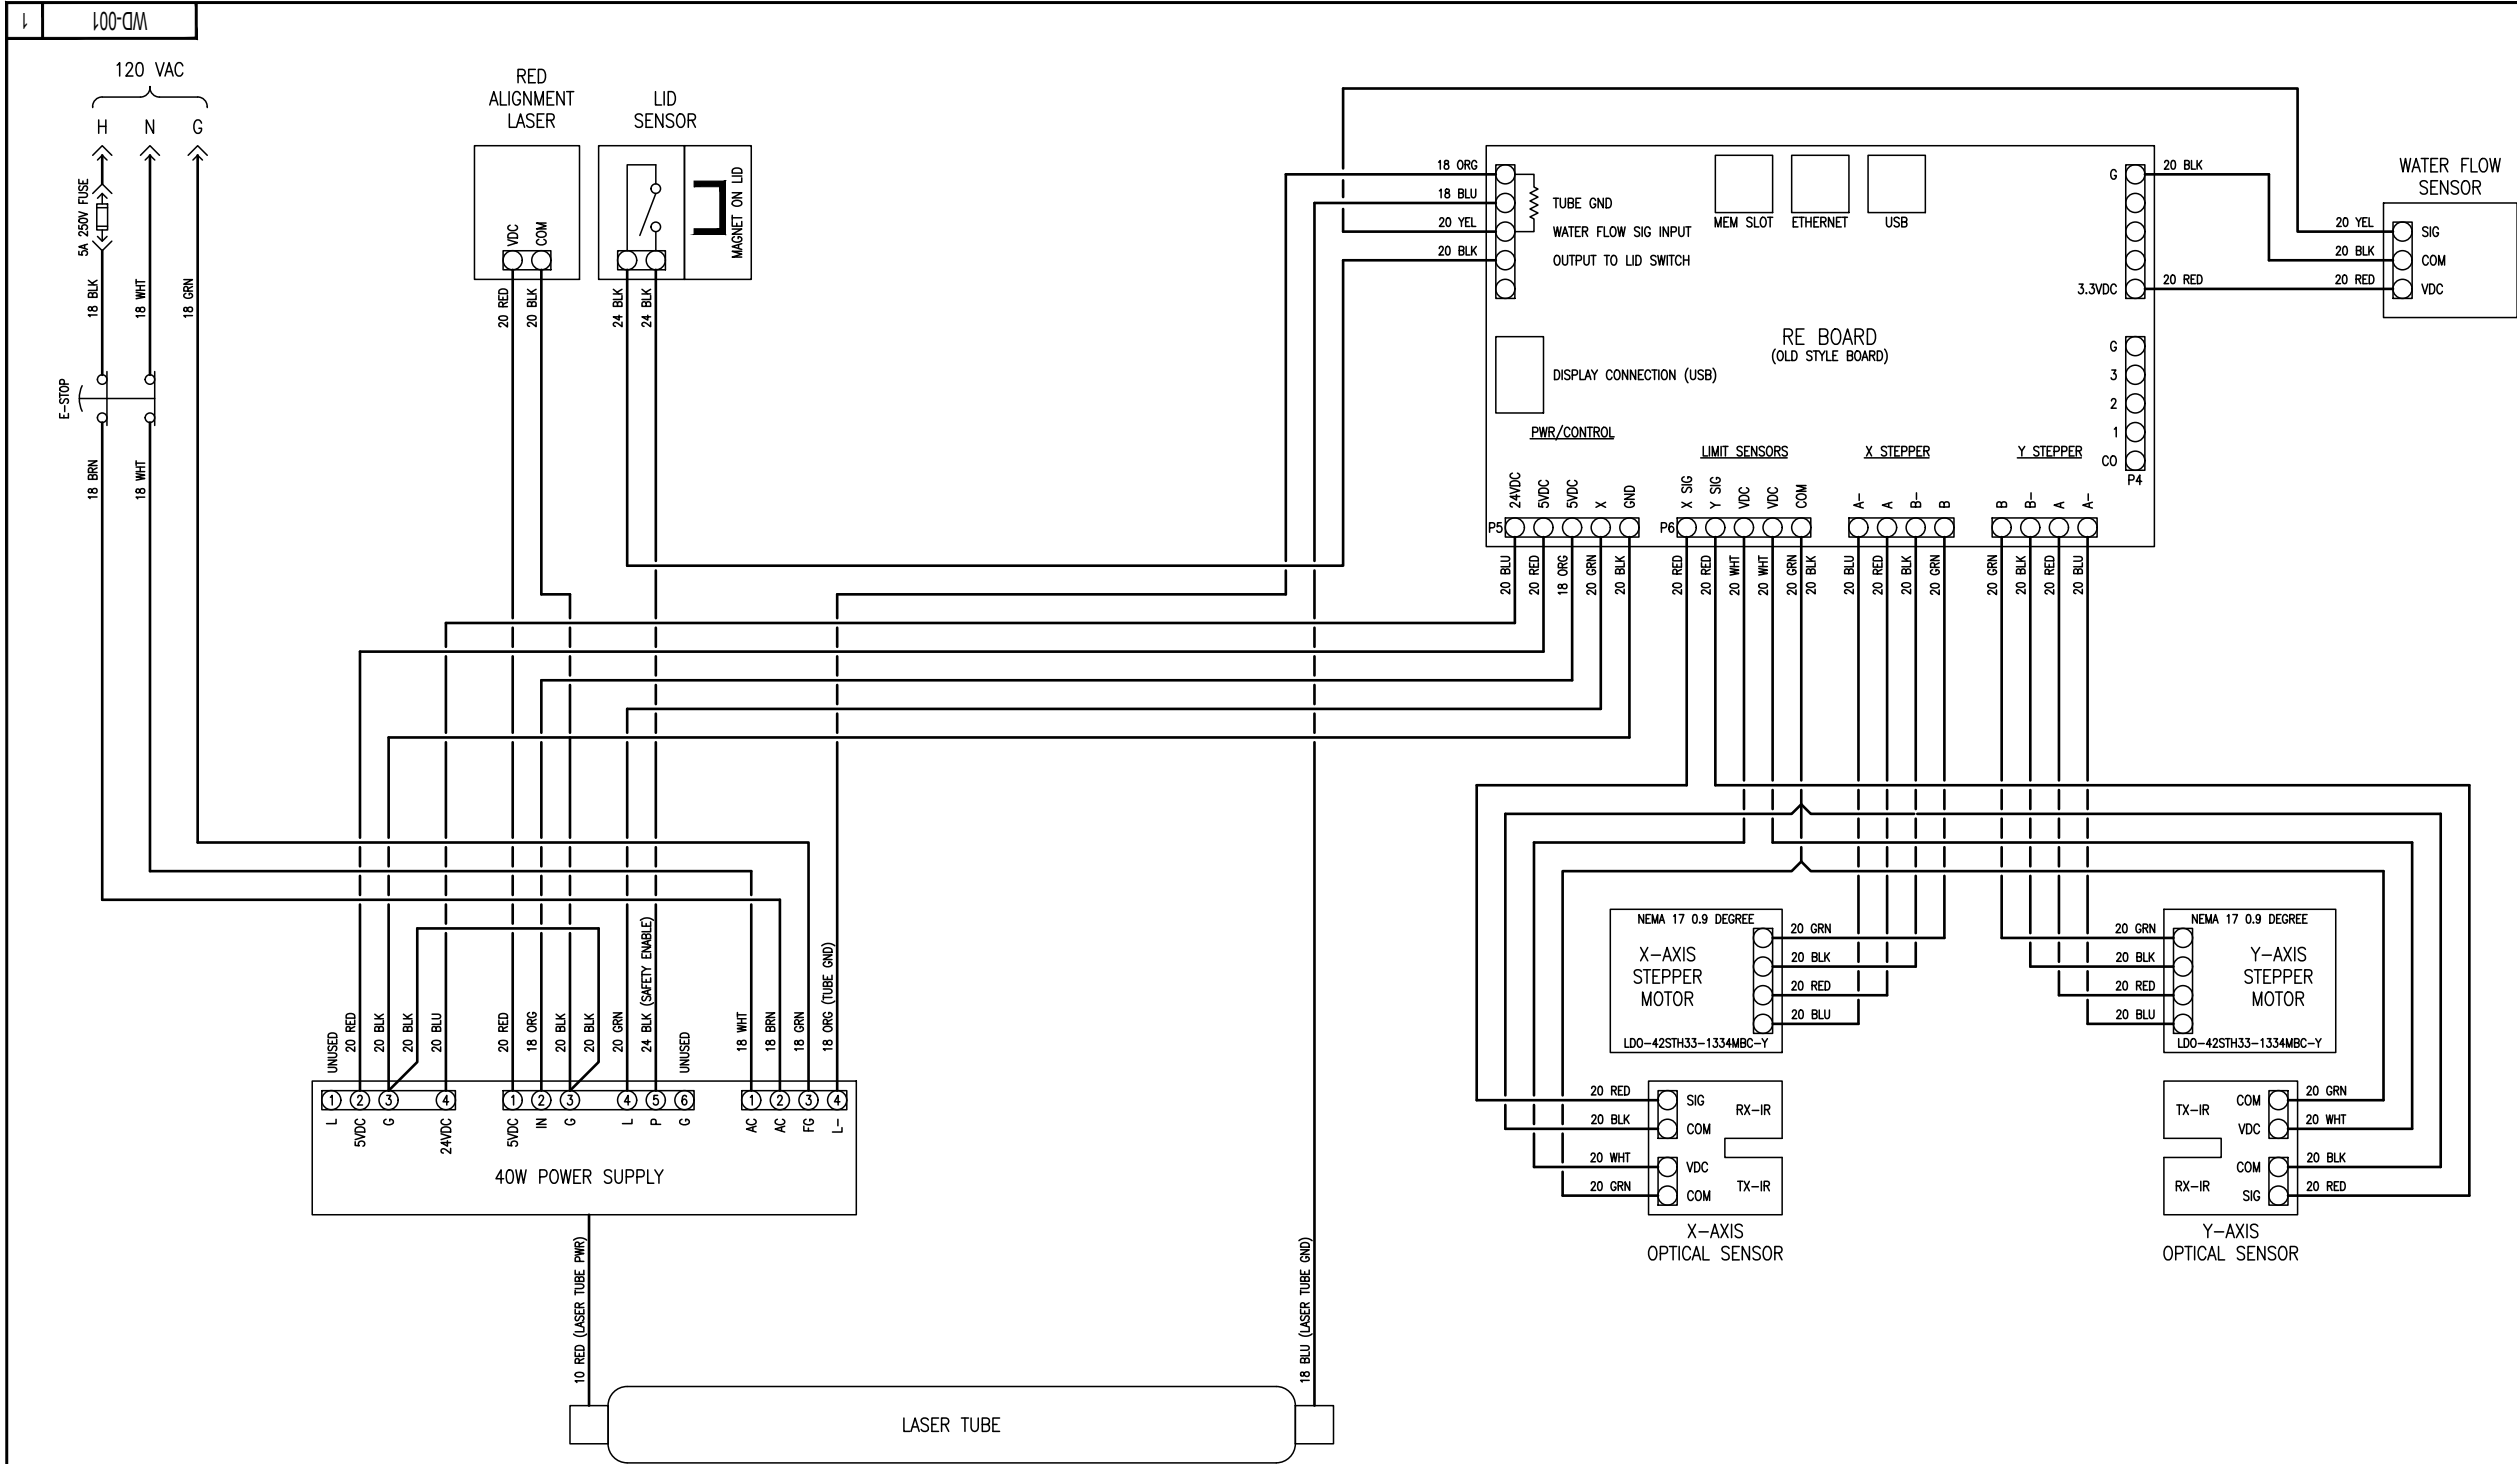 1
WD-001
120 VAC
H
N
G
5A 250V FUSE
18 BLK
18 WHT
18 GRN
E-STOP
18 BRN
18 WHT
RED
ALIGNMENT
LASER
VDC
COM
20 RED
20 BLK
LID
SENSOR
MAGNET ON LID
24 BLK
24 BLK
18 ORG
18 BLU
20 YEL
20 BLK
TUBE GND
WATER FLOW SIG INPUT
OUTPUT TO LID SWITCH
MEM SLOT
ETHERNET
USB
G
3.3VDC
20 BLK
20 RED
WATER FLOW
SENSOR
20 YEL
20 BLK
20 RED
SIG
COM
VDC
RE BOARD
(OLD STYLE BOARD)
DISPLAY CONNECTION (USB)
G
3
2
1
CO
P4
PWR/CONTROL
LIMIT SENSORS
X STEPPER
Y STEPPER
P5
24VDC
5VDC
5VDC
X
GND
P6
X SIG
Y SIG
VDC
VDC
COM
A-
A
B-
B
B
B-
A
A-
20 BLU
20 RED
18 ORG
20 GRN
20 BLK
20 RED
20 RED
20 WHT
20 WHT
20 GRN
20 BLK
20 BLU
20 RED
20 BLK
20 GRN
20 GRN
20 BLK
20 RED
20 BLU
NEMA 17 0.9 DEGREE
X-AXIS
STEPPER
MOTOR
LDO-42STH33-1334MBC-Y
20 GRN
20 BLK
20 RED
20 BLU
20 GRN
20 BLK
20 RED
20 BLU
NEMA 17 0.9 DEGREE
Y-AXIS
STEPPER
MOTOR
LDO-42STH33-1334MBC-Y
UNUSED
20 RED
20 BLK
20 BLK
20 BLU
20 RED
18 ORG
20 BLK
20 BLK
20 GRN
24 BLK (SAFETY ENABLE)
UNUSED
18 WHT
18 BRN
18 GRN
18 ORG (TUBE GND)
1
2
3
4
1
2
3
4
5
6
1
2
3
4
L
5VDC
G
24VDC
5VDC
IN
G
L
P
G
AC
AC
FG
L-
40W POWER SUPPLY
20 RED
20 BLK
20 WHT
20 GRN
SIG
COM
VDC
COM
RX-IR
TX-IR
X-AXIS
OPTICAL SENSOR
TX-IR
RX-IR
COM
VDC
COM
SIG
20 GRN
20 WHT
20 BLK
20 RED
Y-AXIS
OPTICAL SENSOR
10 RED (LASER TUBE PWR)
18 BLU (LASER TUBE GND)
LASER TUBE